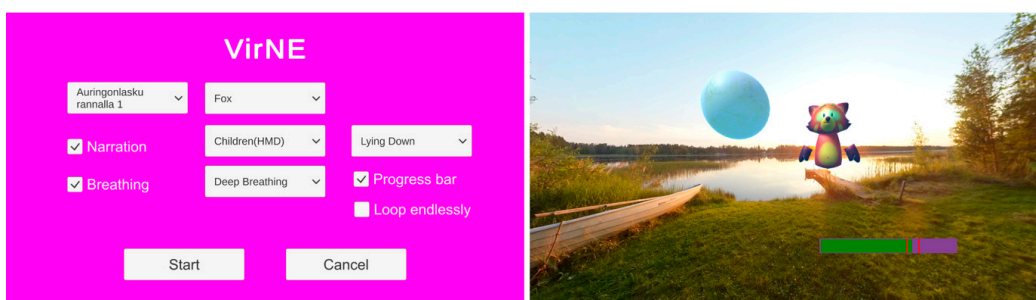 VirNE
Auringonlasku
rannalla 1
Fox
Narration
Children(HMD)
Lying Down
Breathing
Deep Breathing
Progress bar
Loop endlessly
Start
Cancel